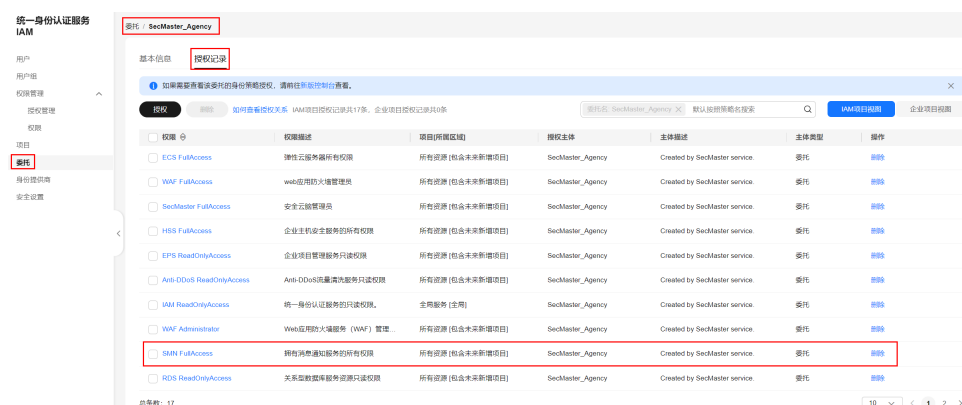 统一身份认证服务
IAM
用户
用户组
权限管理
授权管理
权限
项目
委托
身份提供商
安全设置
委托 / SecMaster_Agency
基本信息 授权记录
如果需要查看该委托的身份策略授权，请前往新版控制台查看。
授权 删除 如何查看授权关系 IAM项目授权记录共17条，企业项目授权记录共0条 委托名: SecMaster_Agency 默认按照策略名搜索 IAM项目视图 企业项目视图
权限 权限描述 项目[所属区域] 授权主体 主体描述 主体类型 操作
ECS FullAccess 弹性云服务器所有权限 所有资源 [包含未来新增项目] SecMaster_Agency Created by SecMaster service. 委托 删除
WAF FullAccess web应用防火墙管理员 所有资源 [包含未来新增项目] SecMaster_Agency Created by SecMaster service. 委托 删除
SecMaster FullAccess 安全云脑管理员 所有资源 [包含未来新增项目] SecMaster_Agency Created by SecMaster service. 委托 删除
HSS FullAccess 企业主机安全服务的所有权限 所有资源 [包含未来新增项目] SecMaster_Agency Created by SecMaster service. 委托 删除
EPS ReadOnlyAccess 企业项目管理服务只读权限 所有资源 [包含未来新增项目] SecMaster_Agency Created by SecMaster service. 委托 删除
Anti-DDoS ReadOnlyAccess Anti-DDoS流量清洗服务只读权限 所有资源 [包含未来新增项目] SecMaster_Agency Created by SecMaster service. 委托 删除
IAM ReadOnlyAccess 统一身份认证服务的只读权限。 全局服务 [全局] SecMaster_Agency Created by SecMaster service. 委托 删除
WAF Administrator Web应用防火墙服务（WAF）管理... 所有资源 [包含未来新增项目] SecMaster_Agency Created by SecMaster service. 委托 删除
SMN FullAccess 拥有消息通知服务的所有权限 所有资源 [包含未来新增项目] SecMaster_Agency Created by SecMaster service. 委托 删除
RDS ReadOnlyAccess 关系型数据库服务资源只读权限 所有资源 [包含未来新增项目] SecMaster_Agency Created by SecMaster service. 委托 删除
总条数: 17 10 1 2